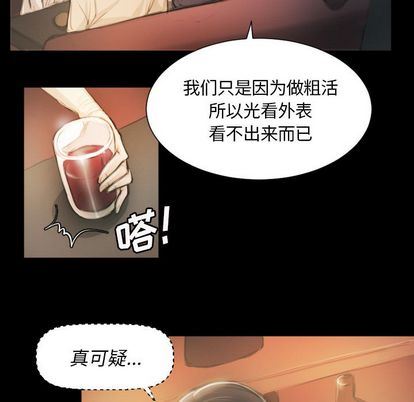 我们只是因为做粗活
所以光看外表
看不出来而已
嗒!
真可疑...